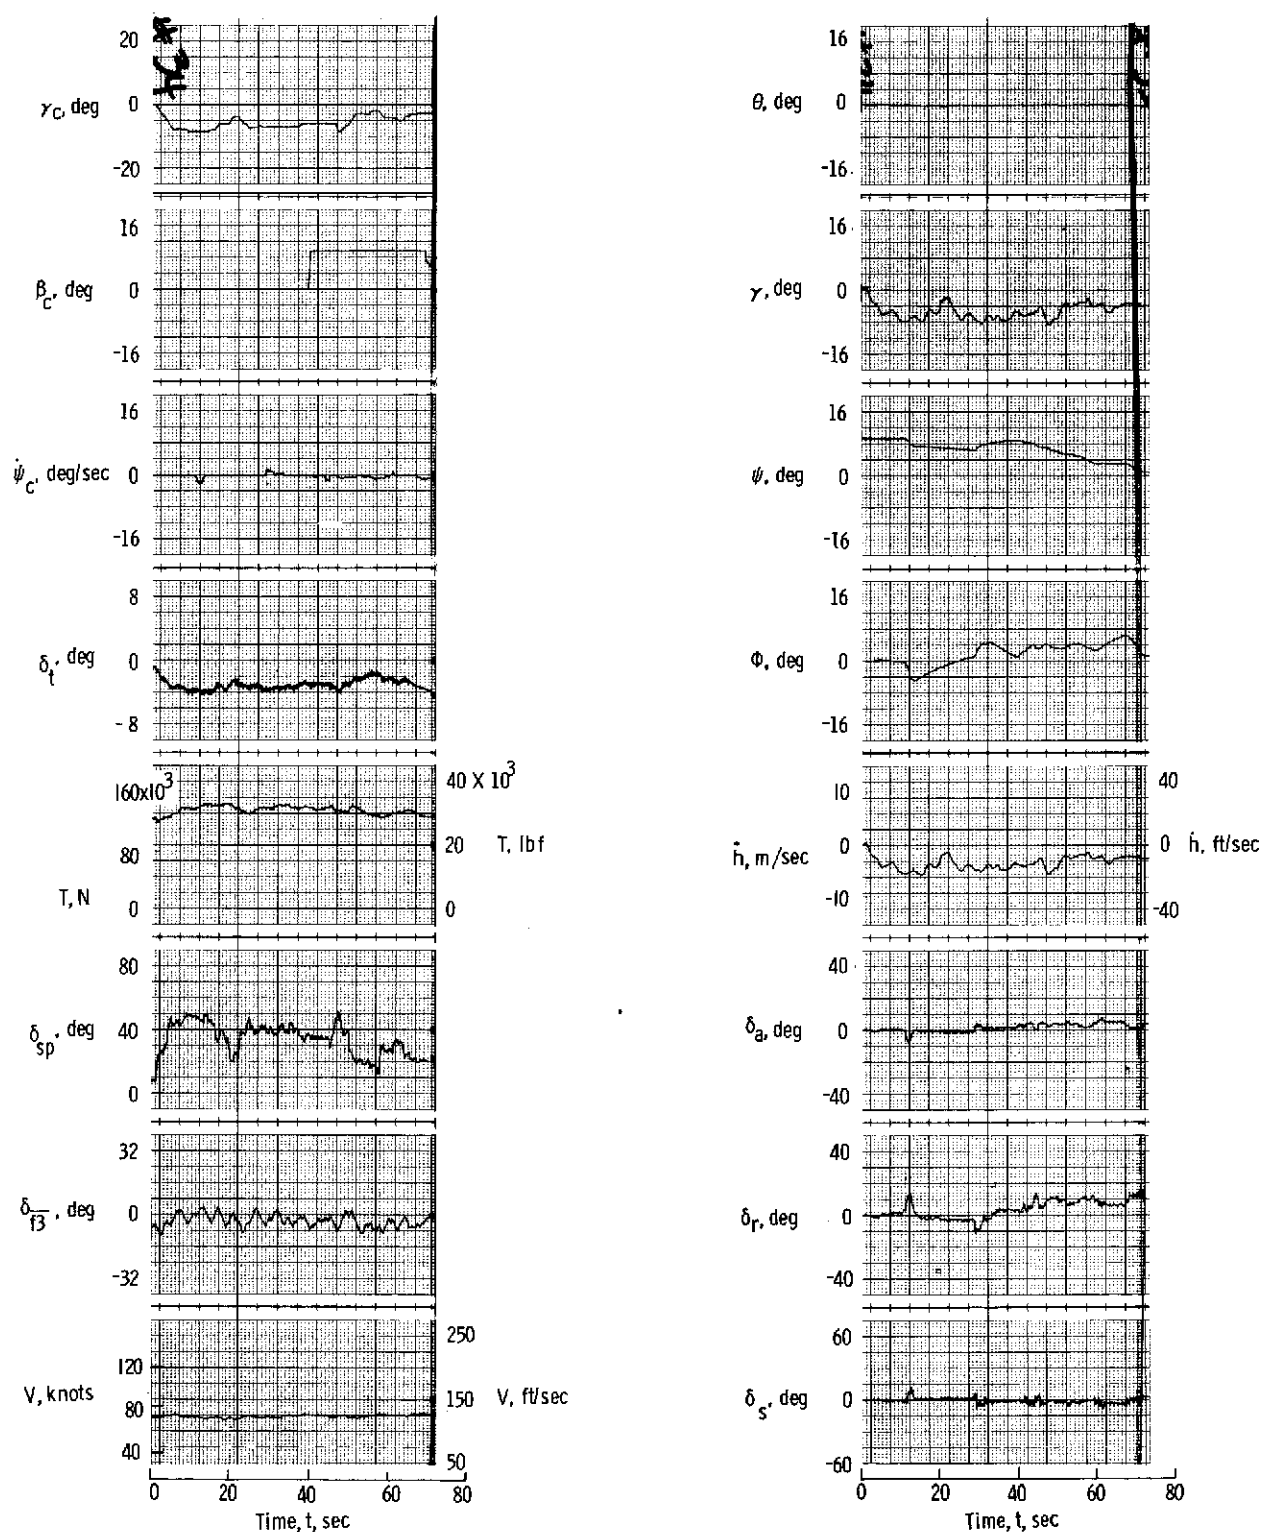 20
γc, deg
0
-20
16
βc, deg
0
-16
16
ψ̇c, deg/sec
0
-16
8
δt, deg
0
-8
160x10³
40 X 10³
80
20
T, lbf
T, N
0
0
80
δsp, deg
40
0
32
δf3, deg
0
-32
250
120
V, knots
80
150
V, ft/sec
40
50
0
20
40
60
80
Time, t, sec
16
θ, deg
0
-16
16
γ, deg
0
-16
16
ψ, deg
0
-16
16
Φ, deg
0
-16
10
40
ḣ, m/sec
0
0
ḣ, ft/sec
-10
-40
40
δa, deg
0
-40
40
δr, deg
0
-40
60
δs, deg
0
-60
0
20
40
60
80
Time, t, sec